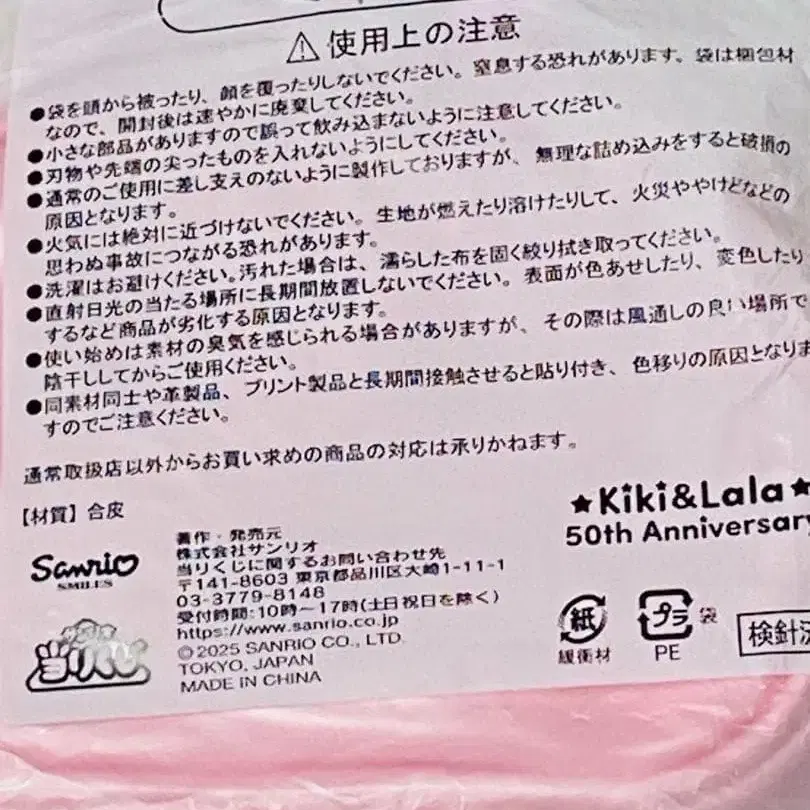 ⚠使用上の注意
●袋を頭から被ったり、顔を覆ったりしないでください。窒息する恐れがあります。袋は梱包材
なので、開封後は速やかに廃棄してください。
●小さな部品がありますので誤って飲み込まないように注意してください。
●刃物や先端の尖ったものを入れないようにしてください。
●通常のご使用に差し支えのないように製作しておりますが、無理な詰め込みをすると破損の
原因となります。
●火気には絶対に近づけないでください。生地が燃えたり溶けたりして、火災ややけどなどの
思わぬ事故につながる恐れがあります。
●洗濯はお避けください。汚れた場合は、濡らした布を固く絞り拭き取ってください。
●直射日光の当たる場所に長期間放置しないでください。表面が色あせしたり、変色したり
するなど商品が劣化する原因となります。
●使い始めは素材の臭気を感じられる場合がありますが、その際は風通しの良い場所で
陰干ししてからご使用ください。
●同素材同士や革製品、プリント製品と長期間接触させると貼り付き、色移りの原因となりま
すのでご注意ください。
通常取扱店以外からお買い求めの商品の対応は承りかねます。
【材質】合皮
★Kiki&Lala★
50th Anniversary
Sanrio
SMILES
サンリオ
当りくじ
著作・発売元
株式会社サンリオ
当りくじに関するお問い合わせ先
〒141-8603 東京都品川区大崎1-11-1
03-3779-8148
受付時間:10時～17時(土日祝日を除く)
https://www.sanrio.co.jp
©2025 SANRIO CO., LTD.
TOKYO, JAPAN
MADE IN CHINA
紙
緩衝材
プラ 袋
PE
検針済